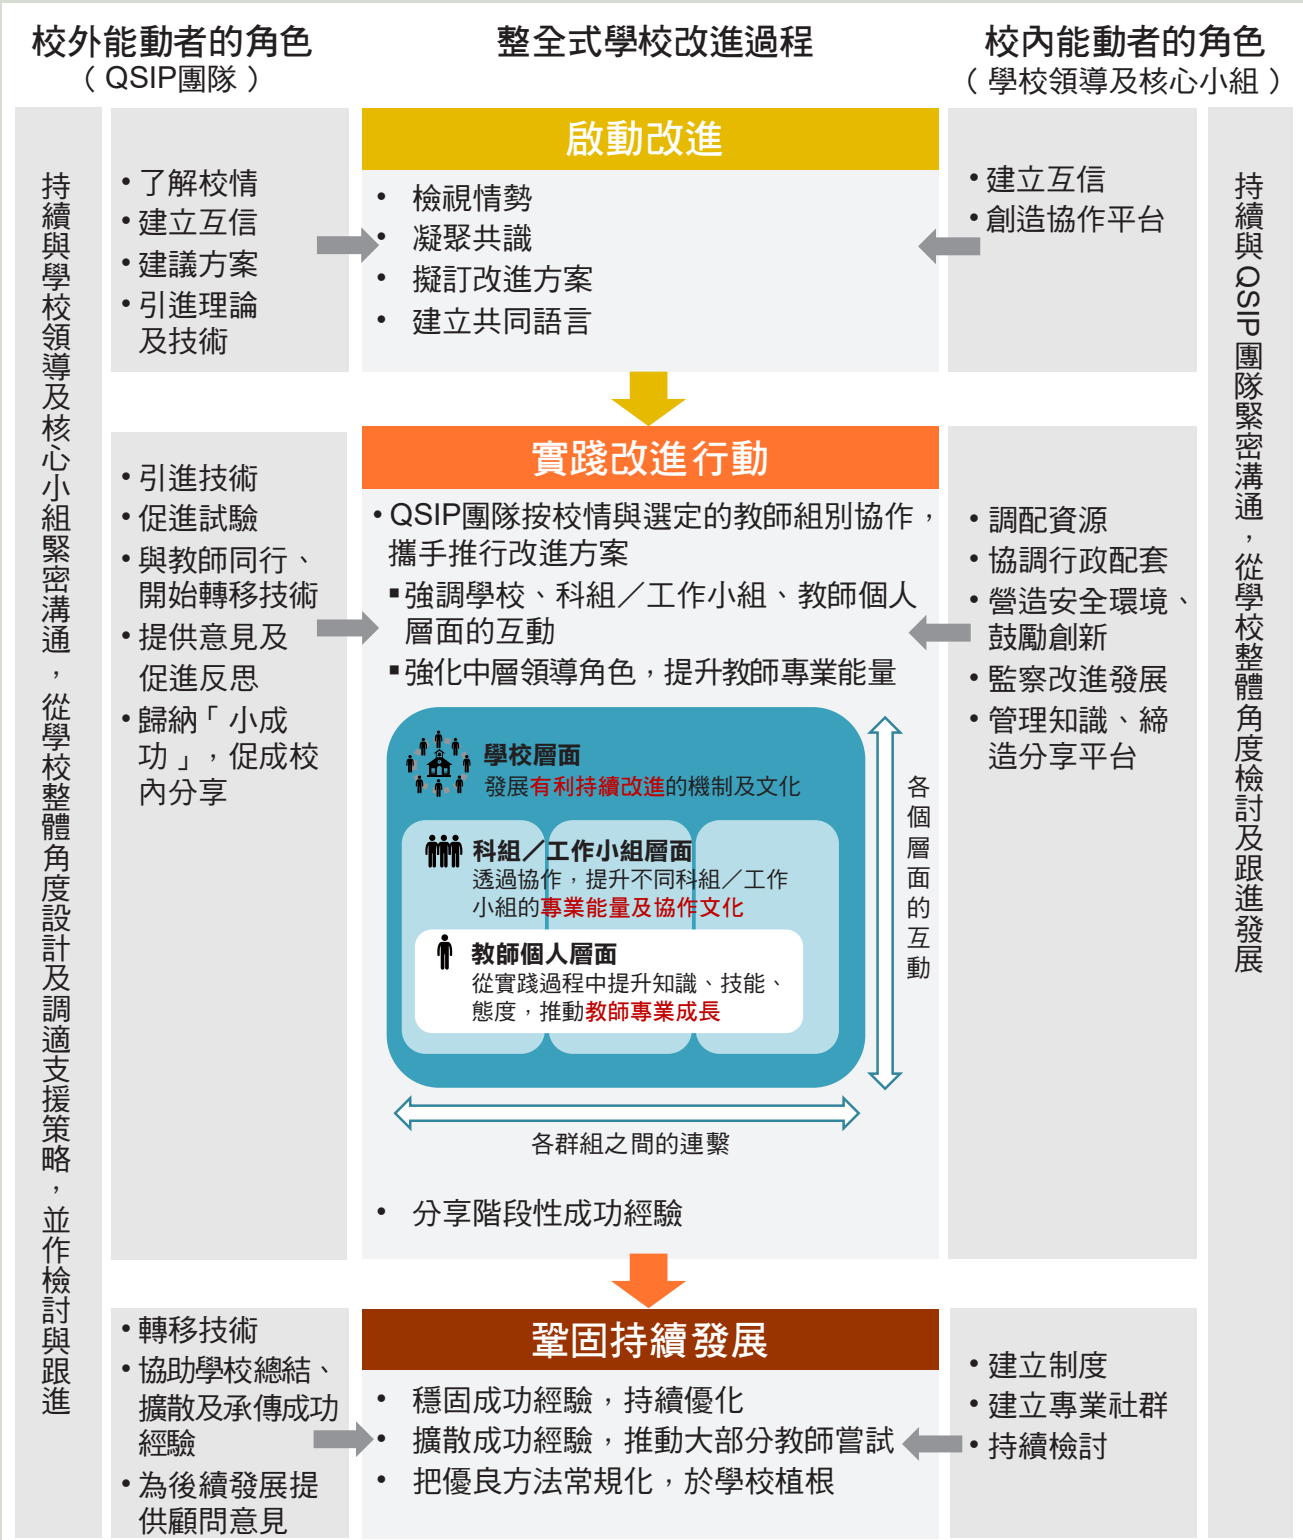 校外能動者的角色
（QSIP團隊）
整全式學校改進過程
校內能動者的角色
（學校領導及核心小組）
持續與學校領導及核心小組緊密溝通，從學校整體角度設計及調適支援策略，並作檢討與跟進
• 了解校情
• 建立互信
• 建議方案
• 引進理論
及技術
啟動改進
• 檢視情勢
• 凝聚共識
• 擬訂改進方案
• 建立共同語言
• 建立互信
• 創造協作平台
持續與QSIP團隊緊密溝通，從學校整體角度檢討及跟進發展
• 引進技術
• 促進試驗
• 與教師同行、
開始轉移技術
• 提供意見及
促進反思
• 歸納「小成
功」，促成校
內分享
實踐改進行動
• QSIP團隊按校情與選定的教師組別協作，
攜手推行改進方案
▪ 強調學校、科組／工作小組、教師個人
層面的互動
▪ 強化中層領導角色，提升教師專業能量
學校層面
發展有利持續改進的機制及文化
科組／工作小組層面
透過協作，提升不同科組／工作
小組的專業能量及協作文化
教師個人層面
從實踐過程中提升知識、技能、
態度，推動教師專業成長
各個層面的互動
各群組之間的連繫
• 分享階段性成功經驗
• 調配資源
• 協調行政配套
• 營造安全環境、
鼓勵創新
• 監察改進發展
• 管理知識、締
造分享平台
• 轉移技術
• 協助學校總結、
擴散及承傳成功
經驗
• 為後續發展提
供顧問意見
鞏固持續發展
• 穩固成功經驗，持續優化
• 擴散成功經驗，推動大部分教師嘗試
• 把優良方法常規化，於學校植根
• 建立制度
• 建立專業社群
• 持續檢討